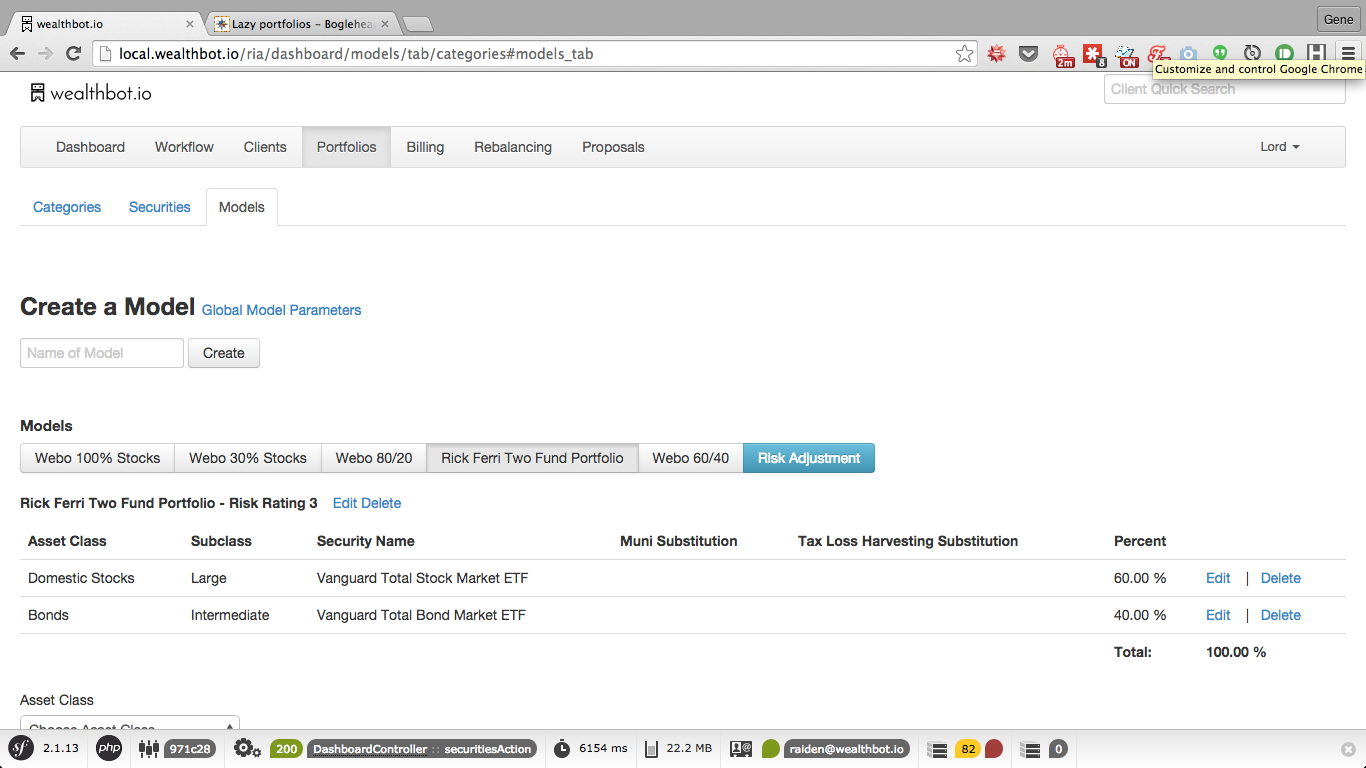 wealthbot.io
Lazy portfolios – Boglehea
Gene
local.wealthbot.io/ria/dashboard/models/tab/categories#models_tab
2m
8
ON
Customize and control Google Chrome
wealthbot.io
Client Quick Search
Dashboard Workflow Clients Portfolios Billing Rebalancing Proposals Lord
Categories Securities Models
Create a Model Global Model Parameters
Name of Model Create
Models
Webo 100% Stocks Webo 30% Stocks Webo 80/20 Rick Ferri Two Fund Portfolio Webo 60/40 Risk Adjustment
Rick Ferri Two Fund Portfolio - Risk Rating 3 Edit Delete
Asset Class Subclass Security Name Muni Substitution Tax Loss Harvesting Substitution Percent
Domestic Stocks Large Vanguard Total Stock Market ETF 60.00 % Edit | Delete
Bonds Intermediate Vanguard Total Bond Market ETF 40.00 % Edit | Delete
Total: 100.00 %
Asset Class
Choose Asset Class
sf 2.1.13 php 971c28 200 DashboardController :: securitiesAction 6154 ms 22.2 MB raiden@wealthbot.io 82 0